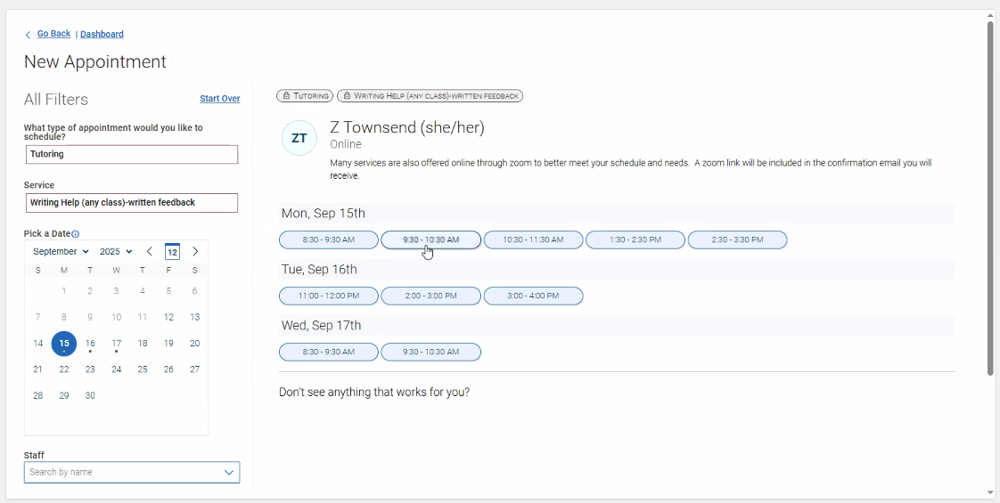 Go Back | Dashboard
New Appointment
All Filters
Start Over
What type of appointment would you like to
schedule?
Tutoring
Service
Writing Help (any class)-written feedback
Pick a Date
September 2025 12
S M T W T F S
1 2 3 4 5 6
7 8 9 10 11 12 13
14 15 16 17 18 19 20
21 22 23 24 25 26 27
28 29 30
Staff
Search by name
TUTORING WRITING HELP (ANY CLASS)-WRITTEN FEEDBACK
ZT
Z Townsend (she/her)
Online
Many services are also offered online through zoom to better meet your schedule and needs. A zoom link will be included in the confirmation email you will
receive.
Mon, Sep 15th
8:30 - 9:30 AM 9:30 - 10:30 AM 10:30 - 11:30 AM 1:30 - 2:30 PM 2:30 - 3:30 PM
Tue, Sep 16th
11:00 - 12:00 PM 2:00 - 3:00 PM 3:00 - 4:00 PM
Wed, Sep 17th
8:30 - 9:30 AM 9:30 - 10:30 AM
Don't see anything that works for you?